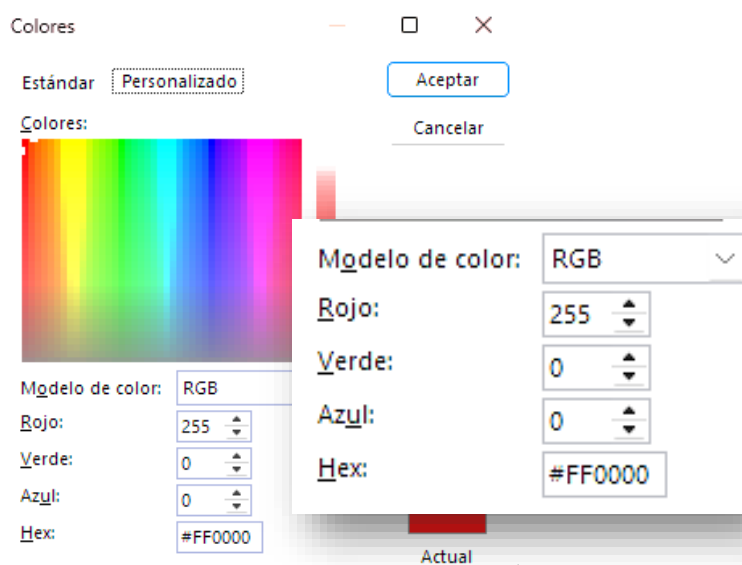 Colores
Estándar Personalizado
Aceptar
Colores:
Cancelar
Modelo de color: RGB
Rojo: 255
Verde: 0
Azul: 0
Hex: #FF0000
Modelo de color: RGB
Rojo: 255
Verde: 0
Azul: 0
Hex: #FF0000
Actual